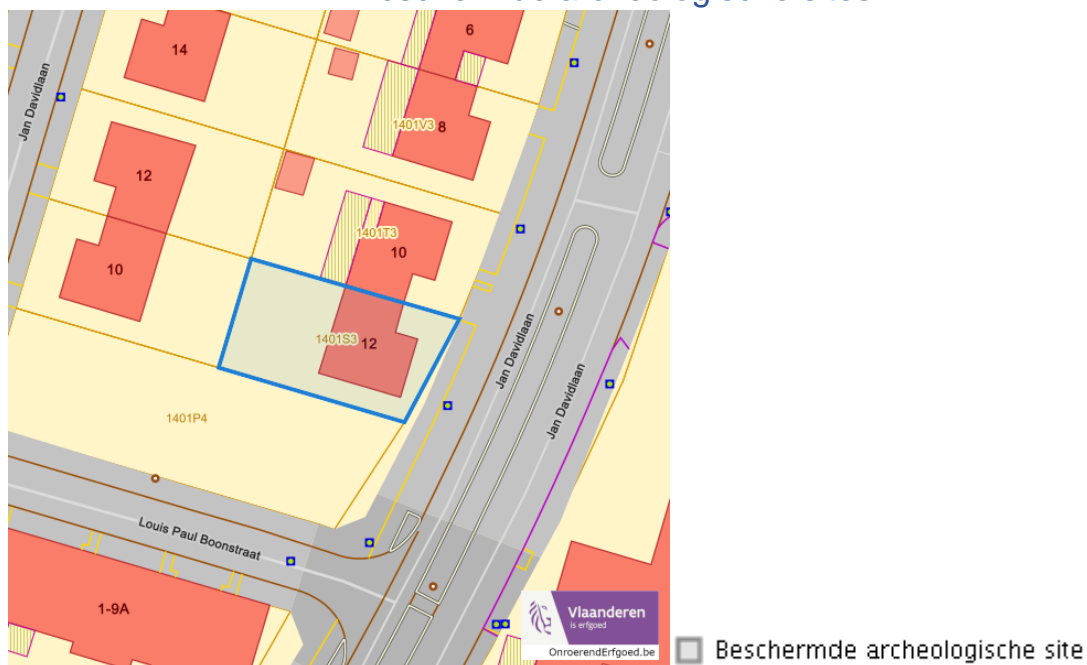 14
6
Jan Davidlaan
1401V3
8
12
1401T3
10
10
1401S3
12
Jan Davidlaan
Jan Davidlaan
1401P4
Louis Paul Boonstraat
1-9A
Vlaanderen
is erfgoed
OnroerendErfgoed.be
Beschermde archeologische site